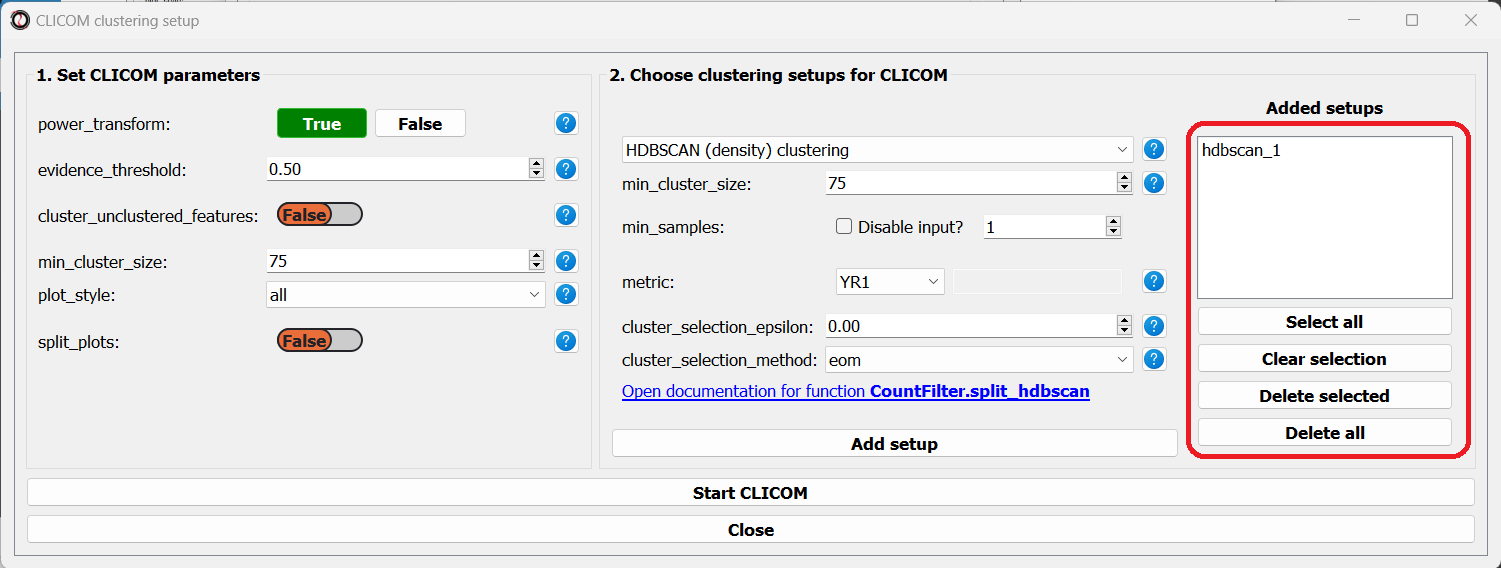 CLICOM clustering setup
1. Set CLICOM parameters
power_transform:
True
False
?
evidence_threshold:
0.50
?
cluster_unclustered_features:
False
?
min_cluster_size:
75
?
plot_style:
all
?
split_plots:
False
?
2. Choose clustering setups for CLICOM
HDBSCAN (density) clustering
?
min_cluster_size:
75
?
min_samples:
Disable input?
1
metric:
YR1
?
cluster_selection_epsilon:
0.00
?
cluster_selection_method:
eom
?
Open documentation for function CountFilter.split_hdbscan
Add setup
Added setups
hdbscan_1
Select all
Clear selection
Delete selected
Delete all
Start CLICOM
Close